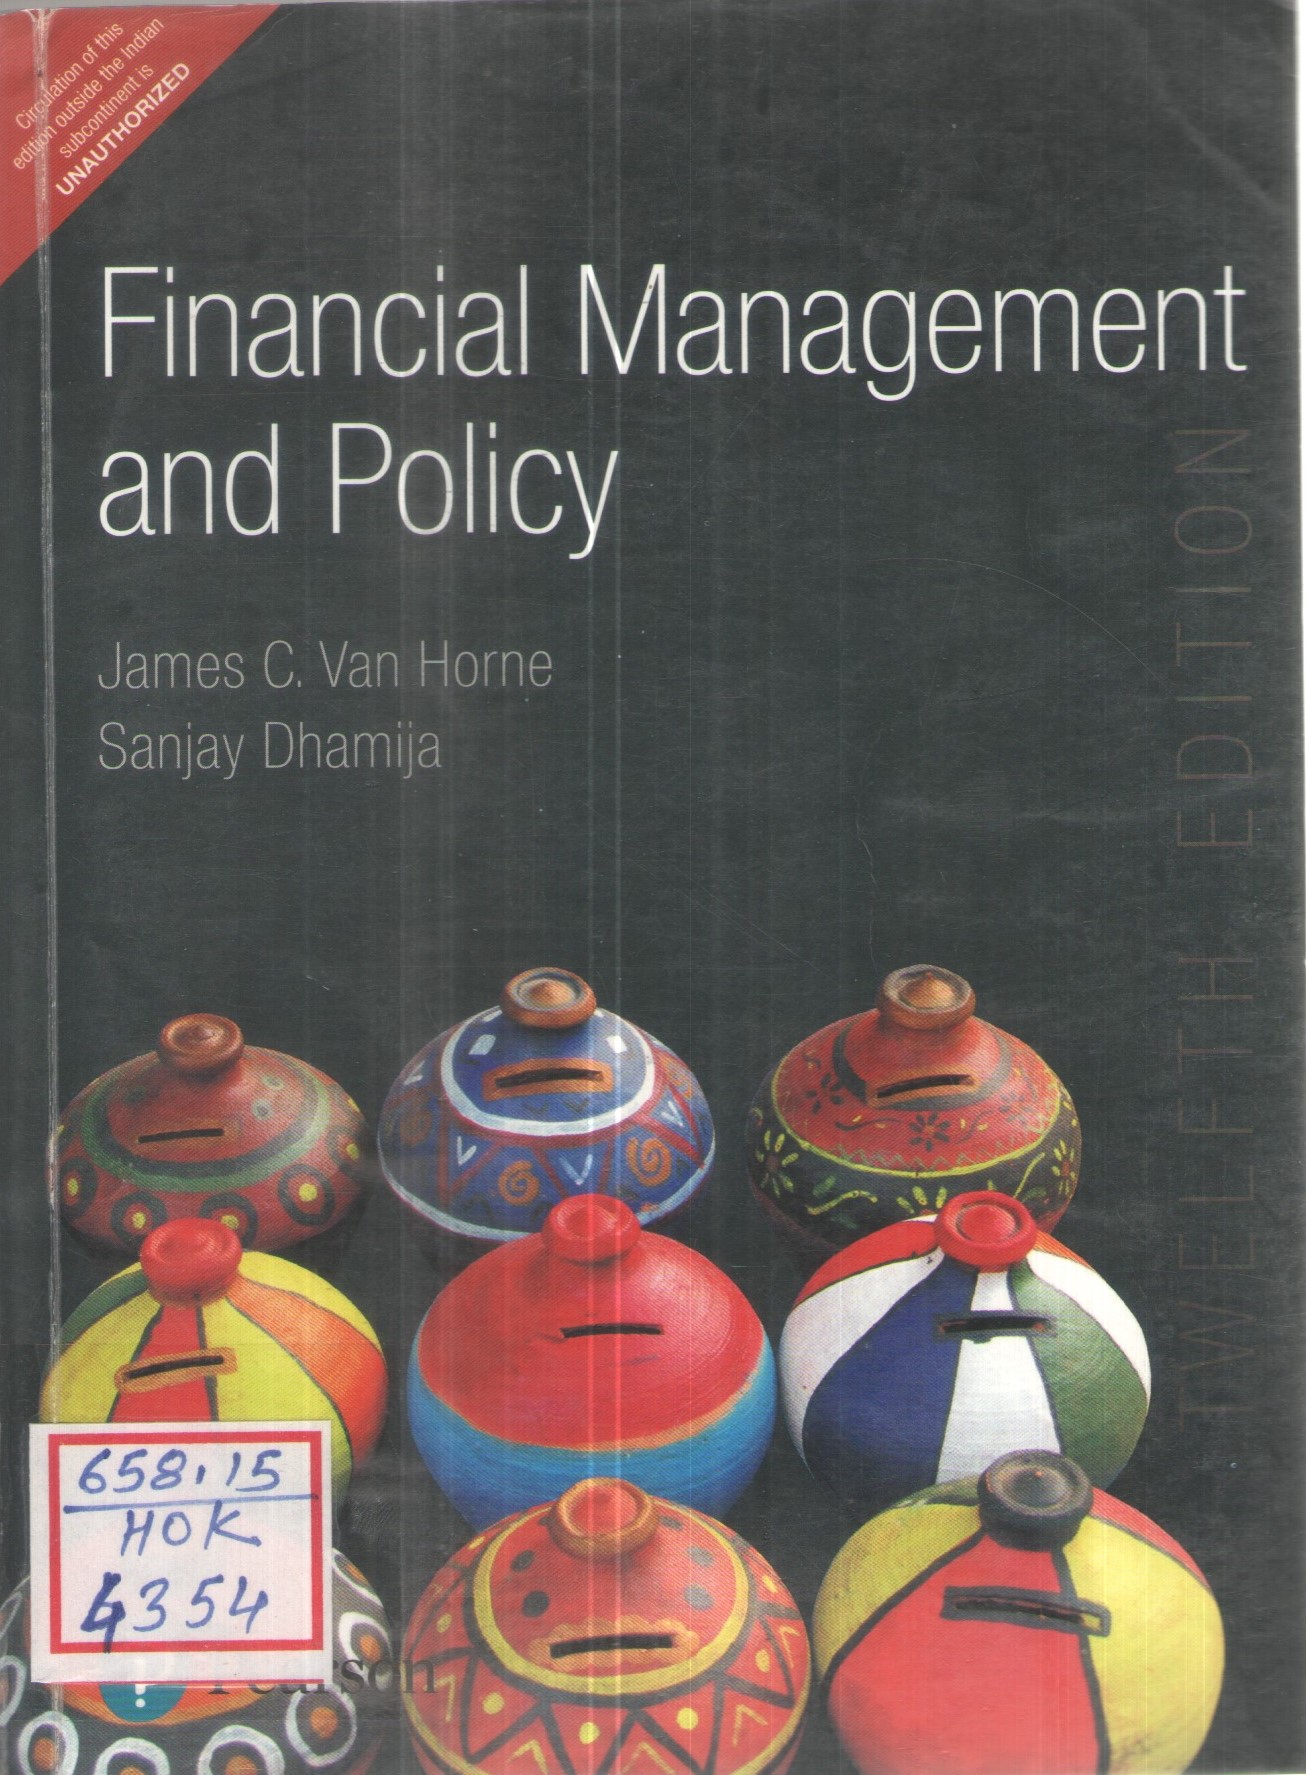 Circulation of this
edition outside the Indian
subcontinent is
UNAUTHORIZED
Financial Management
and Policy
James C. Van Horne
Sanjay Dhamija
TWELFTH EDITION
658.15
HOK
4354
Pearson